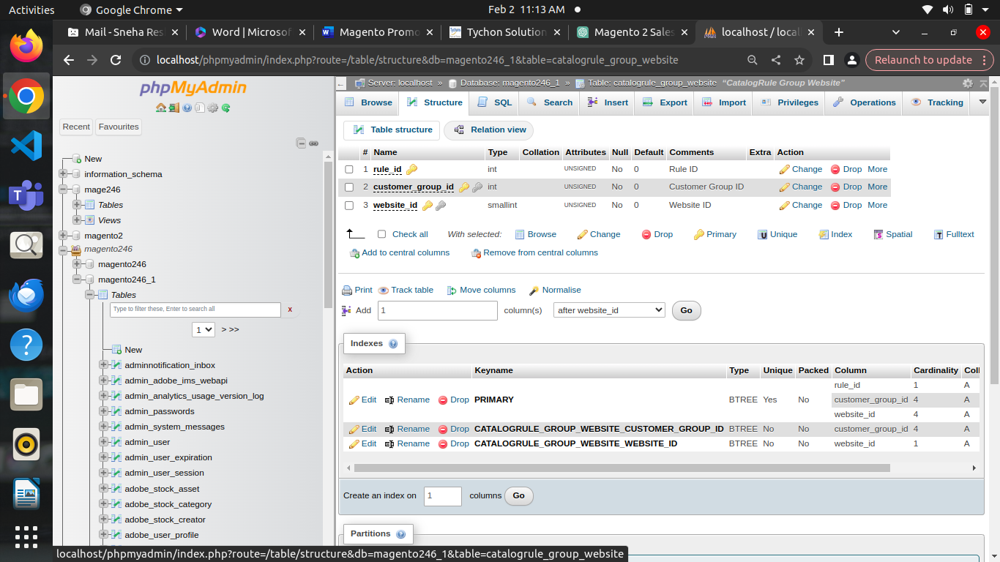 Activities
Google Chrome
Feb 2 11:13 AM
Mail - Sneha Res
Word | Microsof
Magento Promo
Tychon Solution
Magento 2 Sales
localhost / local
localhost/phpmyadmin/index.php?route=/table/structure&db=magento246_1&table=catalogrule_group_website
Relaunch to update
phpMyAdmin
Recent
Favourites
New
information_schema
mage246
Tables
Views
magento2
magento246
magento246
magento246_1
Tables
Type to filter these, Enter to search all
x
1
> >>
New
adminnotification_inbox
admin_adobe_ims_webapi
admin_analytics_usage_version_log
admin_passwords
admin_system_messages
admin_user
admin_user_expiration
admin_user_session
adobe_stock_asset
adobe_stock_category
adobe_stock_creator
adobe_user_profile
Server: localhost » Database: magento246_1 » Table: catalogrule_group_website "CatalogRule Group Website"
Browse Structure SQL Search Insert Export Import Privileges Operations Tracking
Table structure Relation view
# Name Type Collation Attributes Null Default Comments Extra Action
1 rule_id int UNSIGNED No 0 Rule ID Change Drop More
2 customer_group_id int UNSIGNED No 0 Customer Group ID Change Drop More
3 website_id smallint UNSIGNED No 0 Website ID Change Drop More
Check all With selected: Browse Change Drop Primary Unique Index Spatial Fulltext
Add to central columns Remove from central columns
Print Track table Move columns Normalise
Add 1 column(s) after website_id Go
Indexes
Action Keyname Type Unique Packed Column Cardinality Coll
rule_id 1 A
Edit Rename Drop PRIMARY BTREE Yes No customer_group_id 4 A
website_id 4 A
Edit Rename Drop CATALOGRULE_GROUP_WEBSITE_CUSTOMER_GROUP_ID BTREE No No customer_group_id 4 A
Edit Rename Drop CATALOGRULE_GROUP_WEBSITE_WEBSITE_ID BTREE No No website_id 1 A
Create an index on 1 columns Go
Partitions
localhost/phpmyadmin/index.php?route=/table/structure&db=magento246_1&table=catalogrule_group_website